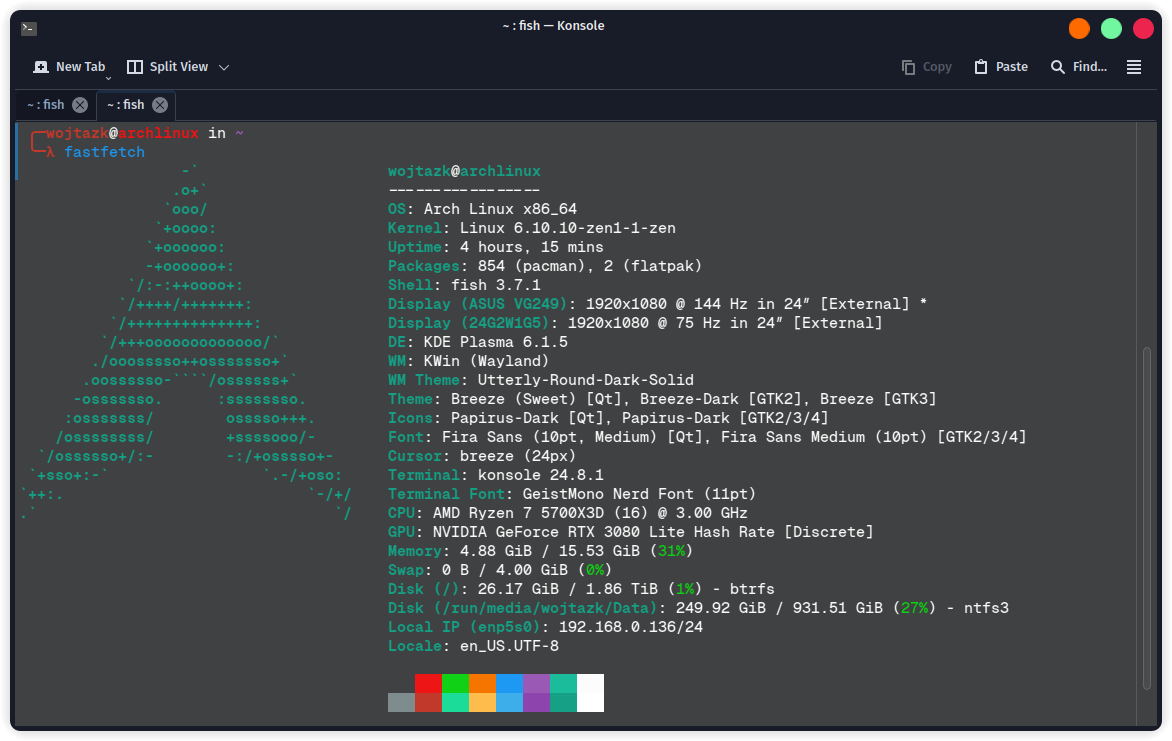 ~ : fish — Konsole
New Tab Split View Copy Paste Find...
~ : fish ~ : fish
wojtazk@archlinux in ~
λ fastfetch
-` wojtazk@archlinux
.o+` -----------------
`ooo/ OS: Arch Linux x86_64
`+oooo: Kernel: Linux 6.10.10-zen1-1-zen
`+oooooo: Uptime: 4 hours, 15 mins
-+oooooo+: Packages: 854 (pacman), 2 (flatpak)
`/:-:++oooo+: Shell: fish 3.7.1
`/++++/+++++++: Display (ASUS VG249): 1920x1080 @ 144 Hz in 24″ [External] *
`/++++++++++++++: Display (24G2W1G5): 1920x1080 @ 75 Hz in 24″ [External]
`/+++ooooooooooooo/` DE: KDE Plasma 6.1.5
./ooosssso++osssssso+` WM: KWin (Wayland)
.oossssso-````/ossssss+` WM Theme: Utterly-Round-Dark-Solid
-osssssso. :ssssssso. Theme: Breeze (Sweet) [Qt], Breeze-Dark [GTK2], Breeze [GTK3]
:osssssss/ osssso+++. Icons: Papirus-Dark [Qt], Papirus-Dark [GTK2/3/4]
/ossssssss/ +ssssooo/- Font: Fira Sans (10pt, Medium) [Qt], Fira Sans Medium (10pt) [GTK2/3/4]
`/ossssso+/:- -:/+osssso+- Cursor: breeze (24px)
`+sso+:-` `.-/+oso: Terminal: konsole 24.8.1
`++:. `-/+/ Terminal Font: GeistMono Nerd Font (11pt)
.` `/ CPU: AMD Ryzen 7 5700X3D (16) @ 3.00 GHz
GPU: NVIDIA GeForce RTX 3080 Lite Hash Rate [Discrete]
Memory: 4.88 GiB / 15.53 GiB (31%)
Swap: 0 B / 4.00 GiB (0%)
Disk (/): 26.17 GiB / 1.86 TiB (1%) - btrfs
Disk (/run/media/wojtazk/Data): 249.92 GiB / 931.51 GiB (27%) - ntfs3
Local IP (enp5s0): 192.168.0.136/24
Locale: en_US.UTF-8